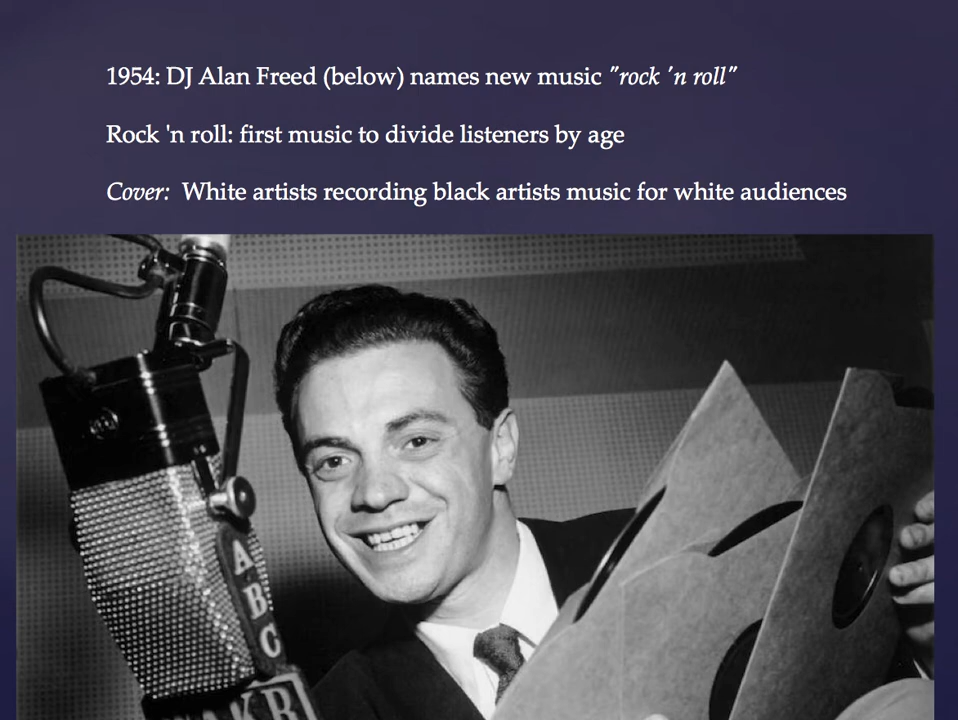 1954: DJ Alan Freed (below) names new music "rock 'n roll"
Rock 'n roll: first music to divide listeners by age
Cover:  White artists recording black artists music for white audiences
ABC